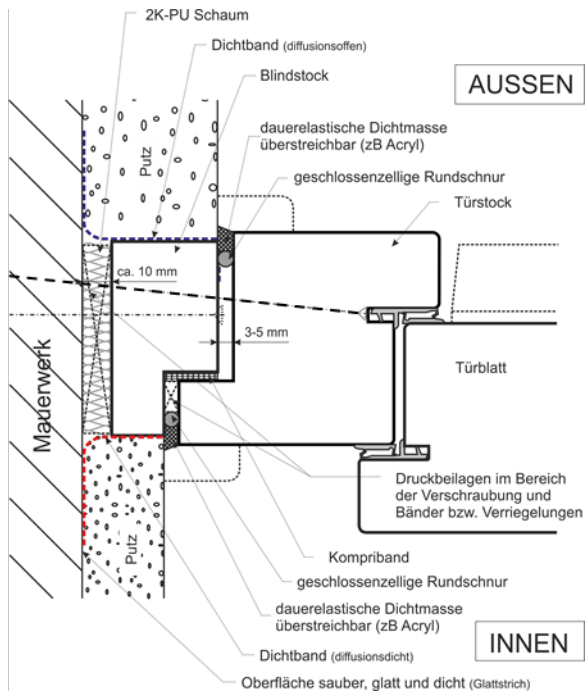 2K-PU Schaum
Dichtband (diffusionsoffen)
Blindstock
AUSSEN
dauerelastische Dichtmasse
überstreichbar (zB Acryl)
geschlossenzellige Rundschnur
Türstock
Putz
ca. 10 mm
3-5 mm
Türblatt
Mauerwerk
Druckbeilagen im Bereich
der Verschraubung und
Bänder bzw. Verriegelungen
Putz
Kompriband
geschlossenzellige Rundschnur
dauerelastische Dichtmasse
überstreichbar (zB Acryl)
INNEN
Dichtband (diffusionsdicht)
Oberfläche sauber, glatt und dicht (Glattstrich)